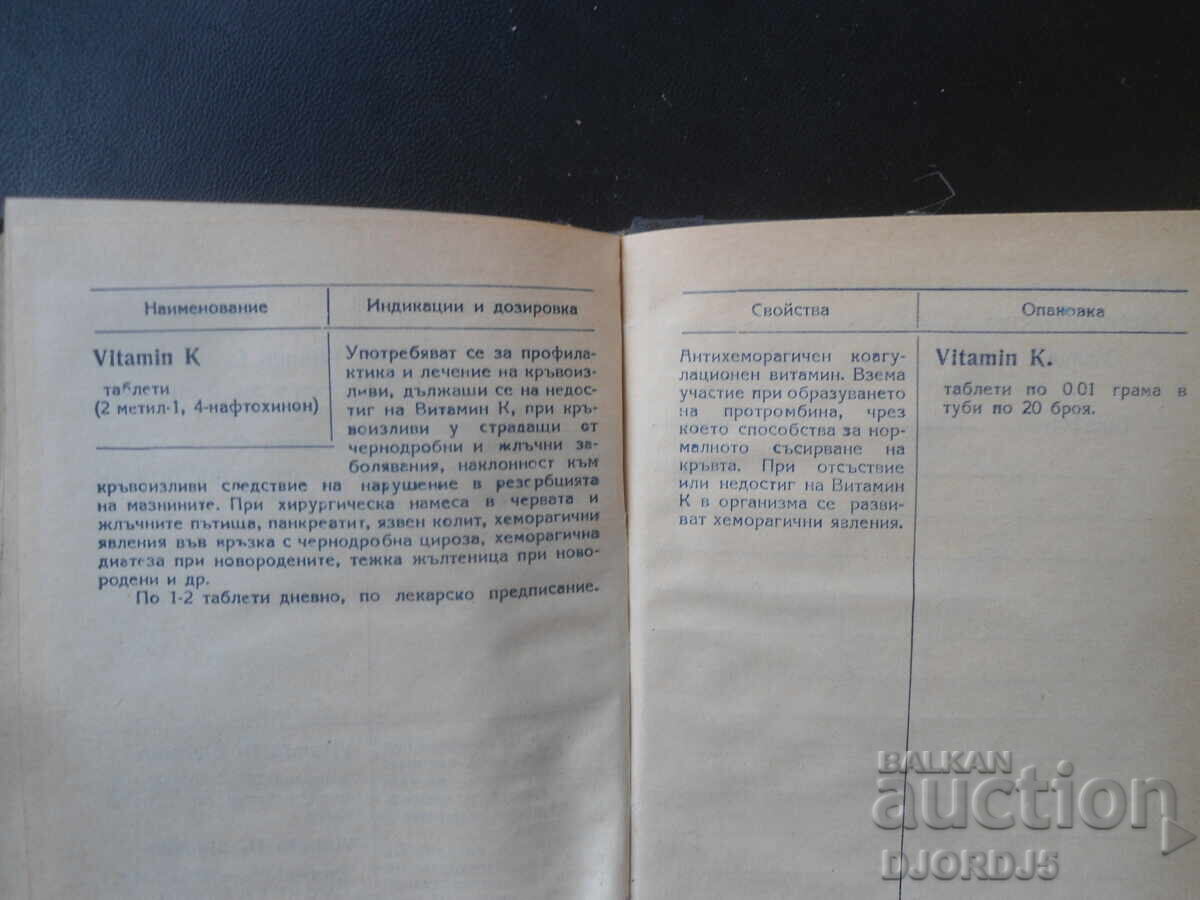 Наименование
Индикации и дозировка
Vitamin K
таблети
(2 метил-1, 4-нафтохинон)
Употребяват се за профила-
ктика и лечение на кръвоиз-
ливи, дължащи се на недос-
тиг на Витамин К, при кръ-
воизливи у страдащи от
чернодробни и жлъчни за-
болявания, наклонност към
кръвоизливи следствие на нарушение в резорбцията
на мазнините. При хирургическа намеса в червата и
жлъчните пътища, панкреатит, язвен колит, хеморагични
явления във връзка с чернодробна цироза, хеморагична
диатеза при новородените, тежка жълтеница при ново-
родени и др.
По 1-2 таблети дневно, по лекарско предписание.
Свойства
Опаковка
Антихеморагичен коагу-
лационен витамин. Взема
участие при образуването
на протромбина, чрез
което способства за нор-
малното съсирване на
кръвта. При отсъствие
или недостиг на Витамин
К в организма се разви-
ват хеморагични явления.
Vitamin K.
таблети по 0.01 грама в
туби по 20 броя.
BALKAN
auction
DJORDJ5